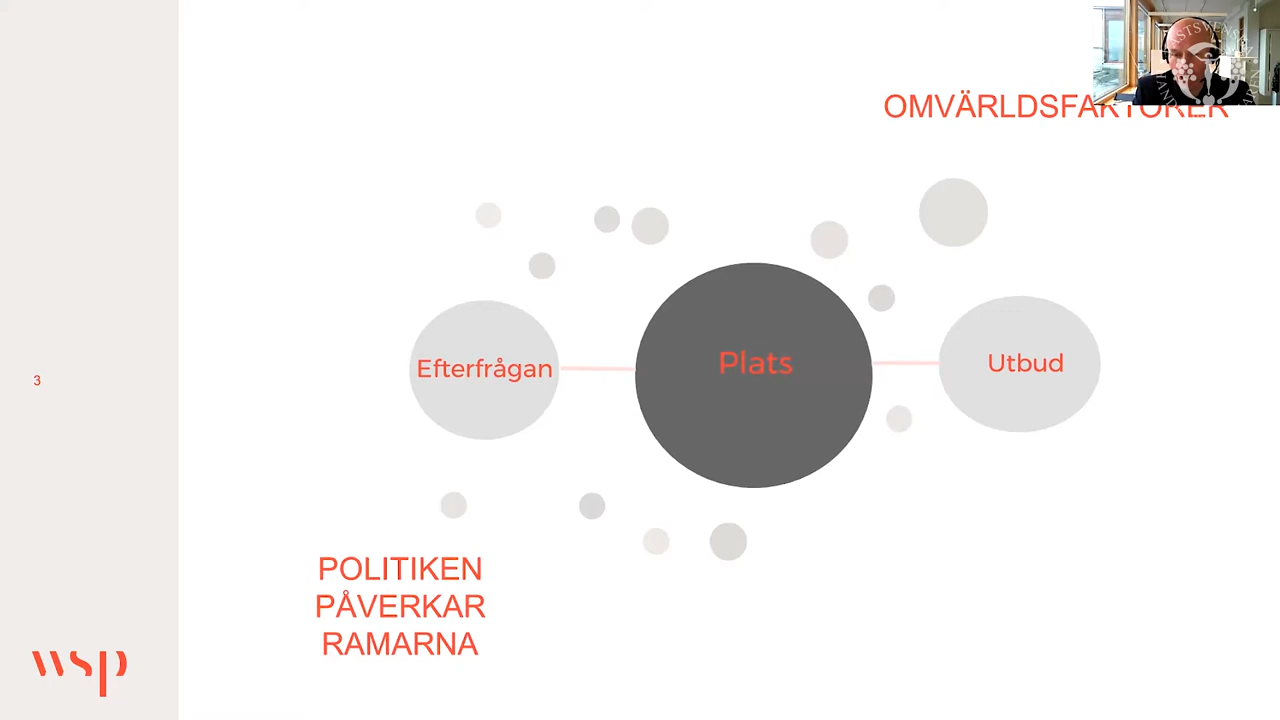 OMVÄRLDSFAKTORER
Efterfrågan
Plats
Utbud
3
POLITIKEN
PÅVERKAR
RAMARNA
wsp